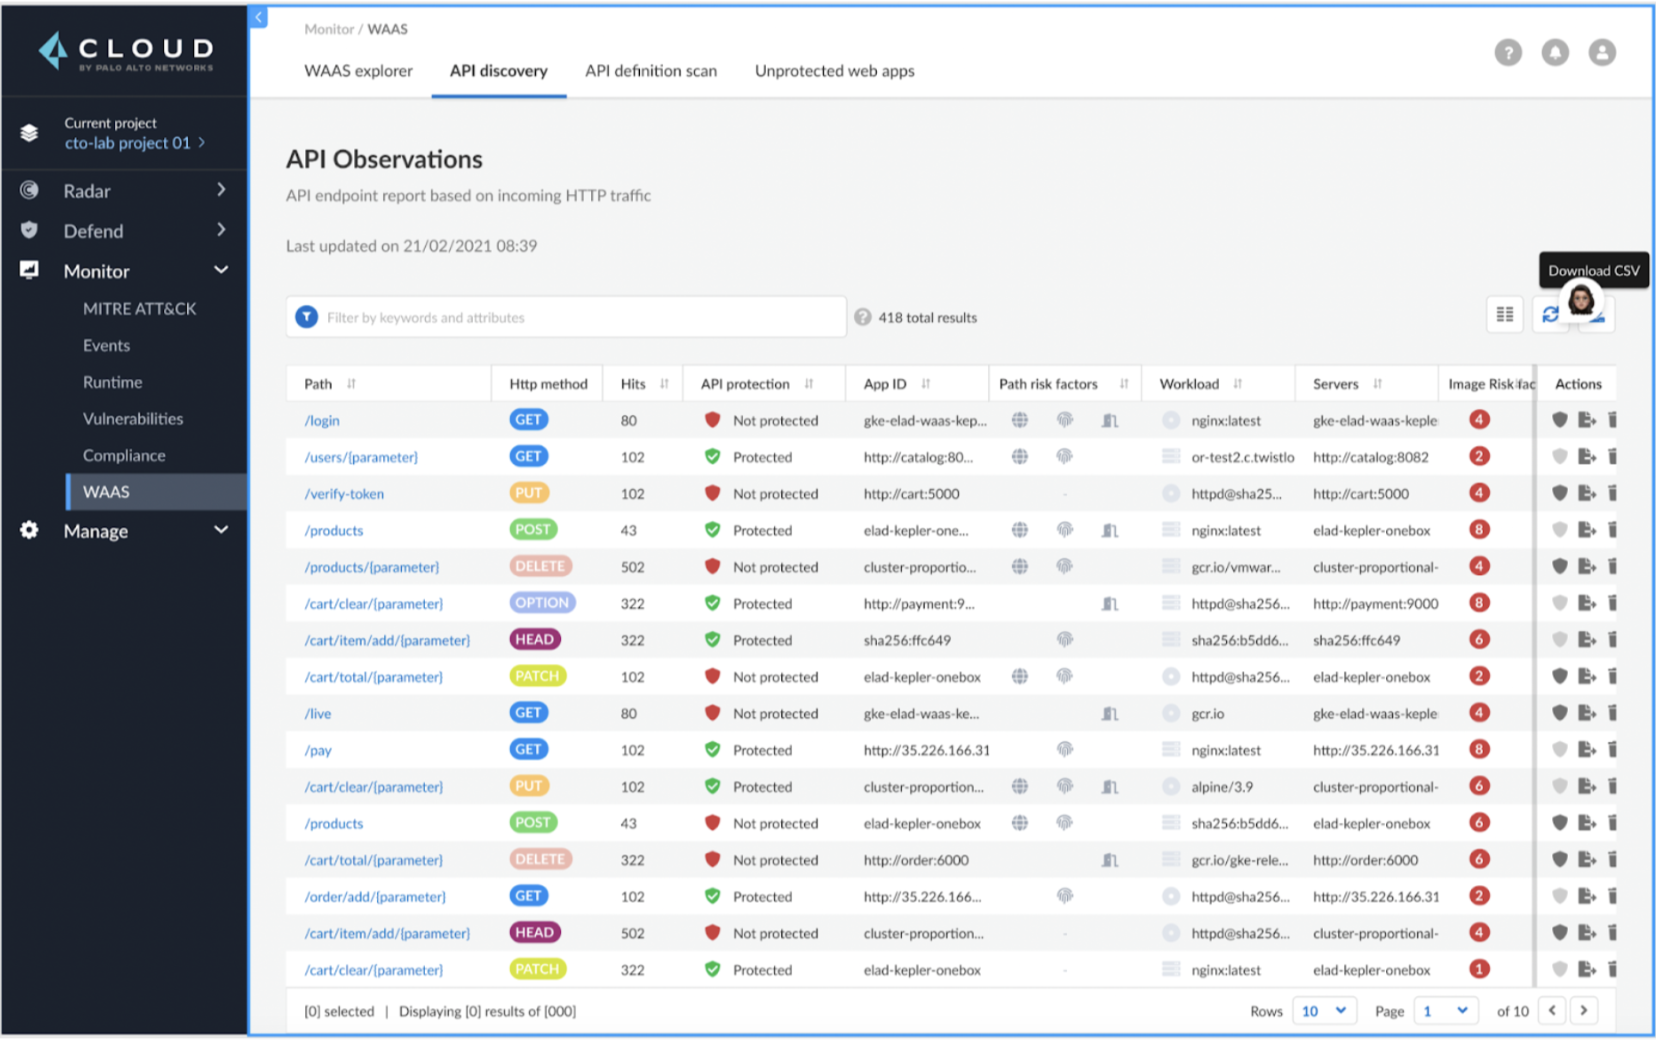 CLOUD
BY PALO ALTO NETWORKS
Current project
cto-lab project 01
Radar
Defend
Monitor
MITRE ATT&CK
Events
Runtime
Vulnerabilities
Compliance
WAAS
Manage
Monitor / WAAS
WAAS explorer API discovery API definition scan Unprotected web apps
API Observations
API endpoint report based on incoming HTTP traffic
Last updated on 21/02/2021 08:39
Download CSV
Filter by keywords and attributes
418 total results
Path Http method Hits API protection App ID Path risk factors Workload Servers Image Risk fac Actions
/login GET 80 Not protected gke-elad-waas-kep... nginx:latest gke-elad-waas-keple 4
/users/{parameter} GET 102 Protected http://catalog:80... or-test2.c.twistlo http://catalog:8082 2
/verify-token PUT 102 Not protected http://cart:5000 - httpd@sha25... http://cart:5000 4
/products POST 43 Protected elad-kepler-one... nginx:latest elad-kepler-onebox 8
/products/{parameter} DELETE 502 Not protected cluster-proportio... gcr.io/vmwar... cluster-proportional- 4
/cart/clear/{parameter} OPTION 322 Protected http://payment:9... httpd@sha256... http://payment:9000 8
/cart/item/add/{parameter} HEAD 322 Protected sha256:ffc649 sha256:b5dd6... sha256:ffc649 6
/cart/total/{parameter} PATCH 102 Not protected elad-kepler-onebox httpd@sha256... elad-kepler-onebox 2
/live GET 80 Not protected gke-elad-waas-ke... gcr.io gke-elad-waas-keple 4
/pay GET 102 Protected http://35.226.166.31 nginx:latest http://35.226.166.31 8
/cart/clear/{parameter} PUT 102 Protected cluster-proportion... alpine/3.9 cluster-proportional- 6
/products POST 43 Not protected elad-kepler-onebox sha256:b5dd6... elad-kepler-onebox 6
/cart/total/{parameter} DELETE 322 Not protected http://order:6000 gcr.io/gke-rele... http://order:6000 6
/order/add/{parameter} GET 102 Protected http://35.226.166... httpd@sha256... http://35.226.166.31 2
/cart/item/add/{parameter} HEAD 502 Not protected cluster-proportion... - httpd@sha256... cluster-proportional- 4
/cart/clear/{parameter} PATCH 322 Protected elad-kepler-onebox - nginx:latest elad-kepler-onebox 1
[0] selected | Displaying [0] results of [000] Rows 10 Page 1 of 10